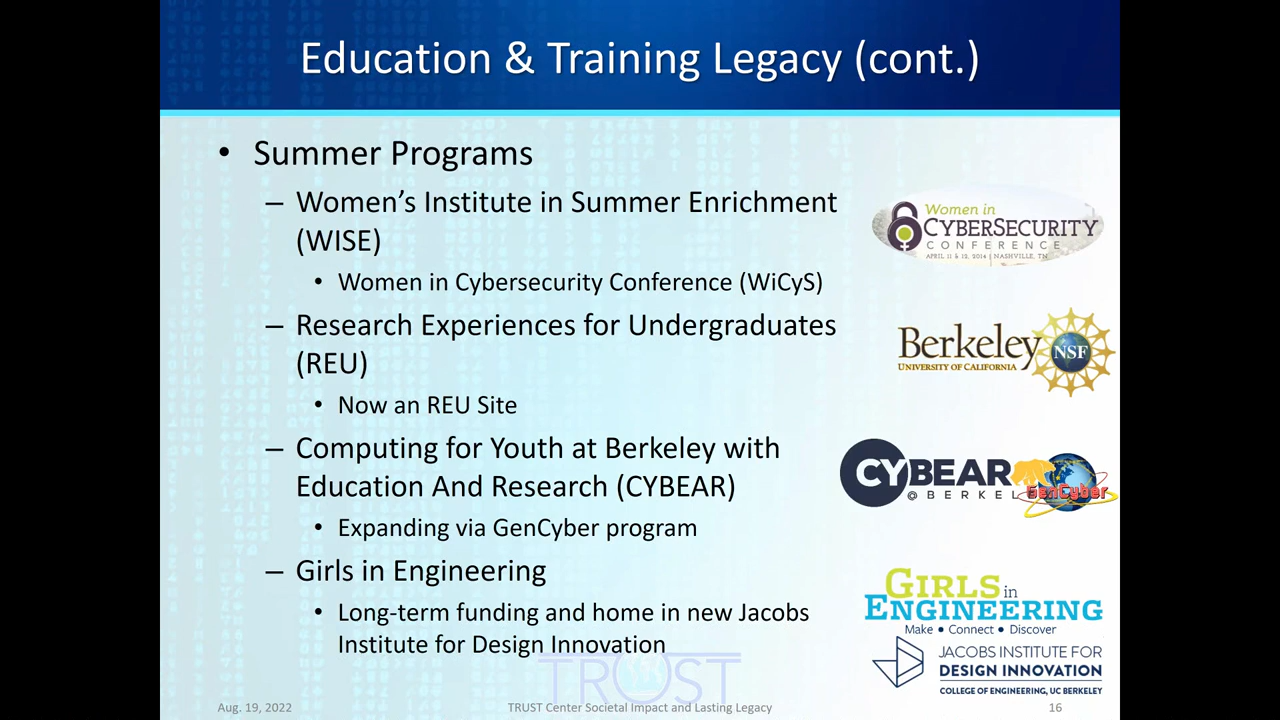 Education & Training Legacy (cont.)
• Summer Programs
– Women’s Institute in Summer Enrichment
(WISE)
• Women in Cybersecurity Conference (WiCyS)
– Research Experiences for Undergraduates
(REU)
• Now an REU Site
– Computing for Youth at Berkeley with
Education And Research (CYBEAR)
• Expanding via GenCyber program
– Girls in Engineering
• Long-term funding and home in new Jacobs
Institute for Design Innovation
Women in
CYBERSECURITY
CONFERENCE
APRIL 11 & 12, 2014 | NASHVILLE, TN
Berkeley
UNIVERSITY OF CALIFORNIA
NSF
CYBEAR
@ BERKEL
GenCyber
GIRLS in
ENGINEERING
Make • Connect • Discover
JACOBS INSTITUTE FOR
DESIGN INNOVATION
COLLEGE OF ENGINEERING, UC BERKELEY
TRUST
Aug. 19, 2022
TRUST Center Societal Impact and Lasting Legacy
16